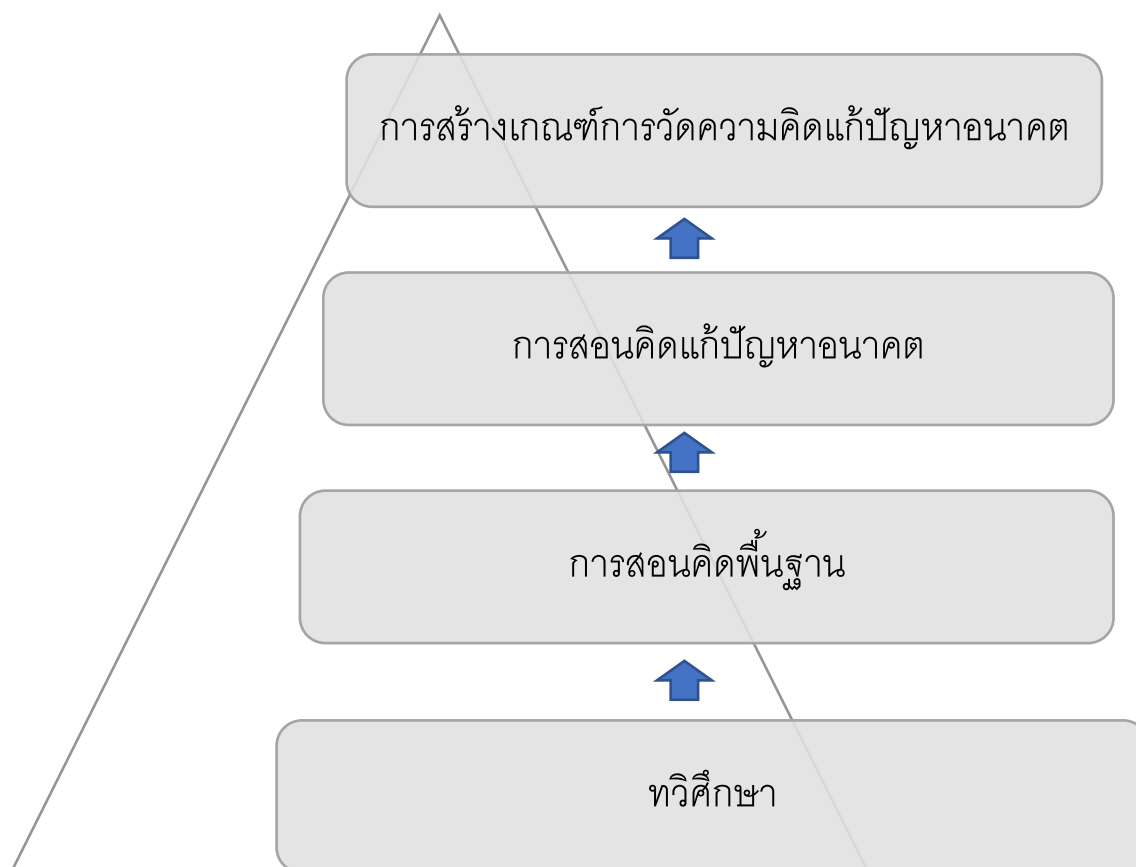 การสร้างเกณฑ์การวัดความคิดแก้ปัญหาอนาคต
การสอนคิดแก้ปัญหาอนาคต
การสอนคิดพื้นฐาน
ทวิศึกษา